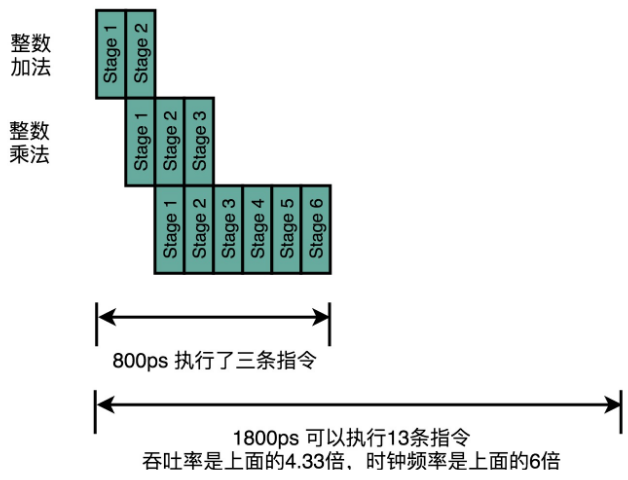 整数
加法
Stage 1
Stage 2
整数
乘法
Stage 1
Stage 2
Stage 3
Stage 1
Stage 2
Stage 3
Stage 4
Stage 5
Stage 6
800ps 执行了三条指令
1800ps 可以执行13条指令
吞吐率是上面的4.33倍，时钟频率是上面的6倍